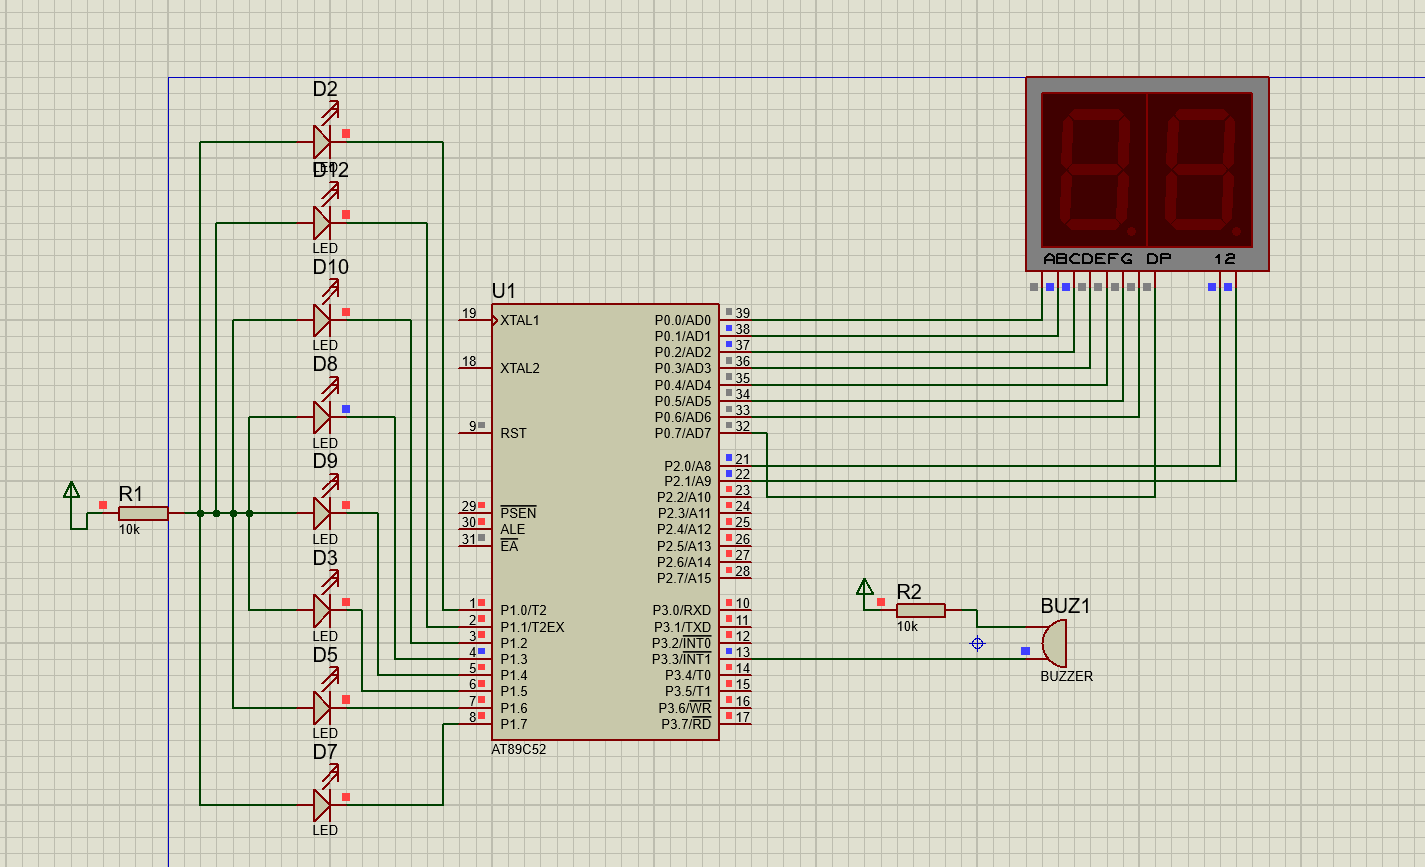 D2
LED
D12
LED
D10
LED
D8
LED
D9
LED
D3
LED
D5
LED
D7
LED
R1
10k
U1
19 XTAL1
18 XTAL2
9 RST
29 PSEN
30 ALE
31 EA
1 P1.0/T2
2 P1.1/T2EX
3 P1.2
4 P1.3
5 P1.4
6 P1.5
7 P1.6
8 P1.7
P0.0/AD0 39
P0.1/AD1 38
P0.2/AD2 37
P0.3/AD3 36
P0.4/AD4 35
P0.5/AD5 34
P0.6/AD6 33
P0.7/AD7 32
P2.0/A8 21
P2.1/A9 22
P2.2/A10 23
P2.3/A11 24
P2.4/A12 25
P2.5/A13 26
P2.6/A14 27
P2.7/A15 28
P3.0/RXD 10
P3.1/TXD 11
P3.2/INT0 12
P3.3/INT1 13
P3.4/T0 14
P3.5/T1 15
P3.6/WR 16
P3.7/RD 17
AT89C52
ABCDEFG DP 12
R2
10k
BUZ1
BUZZER